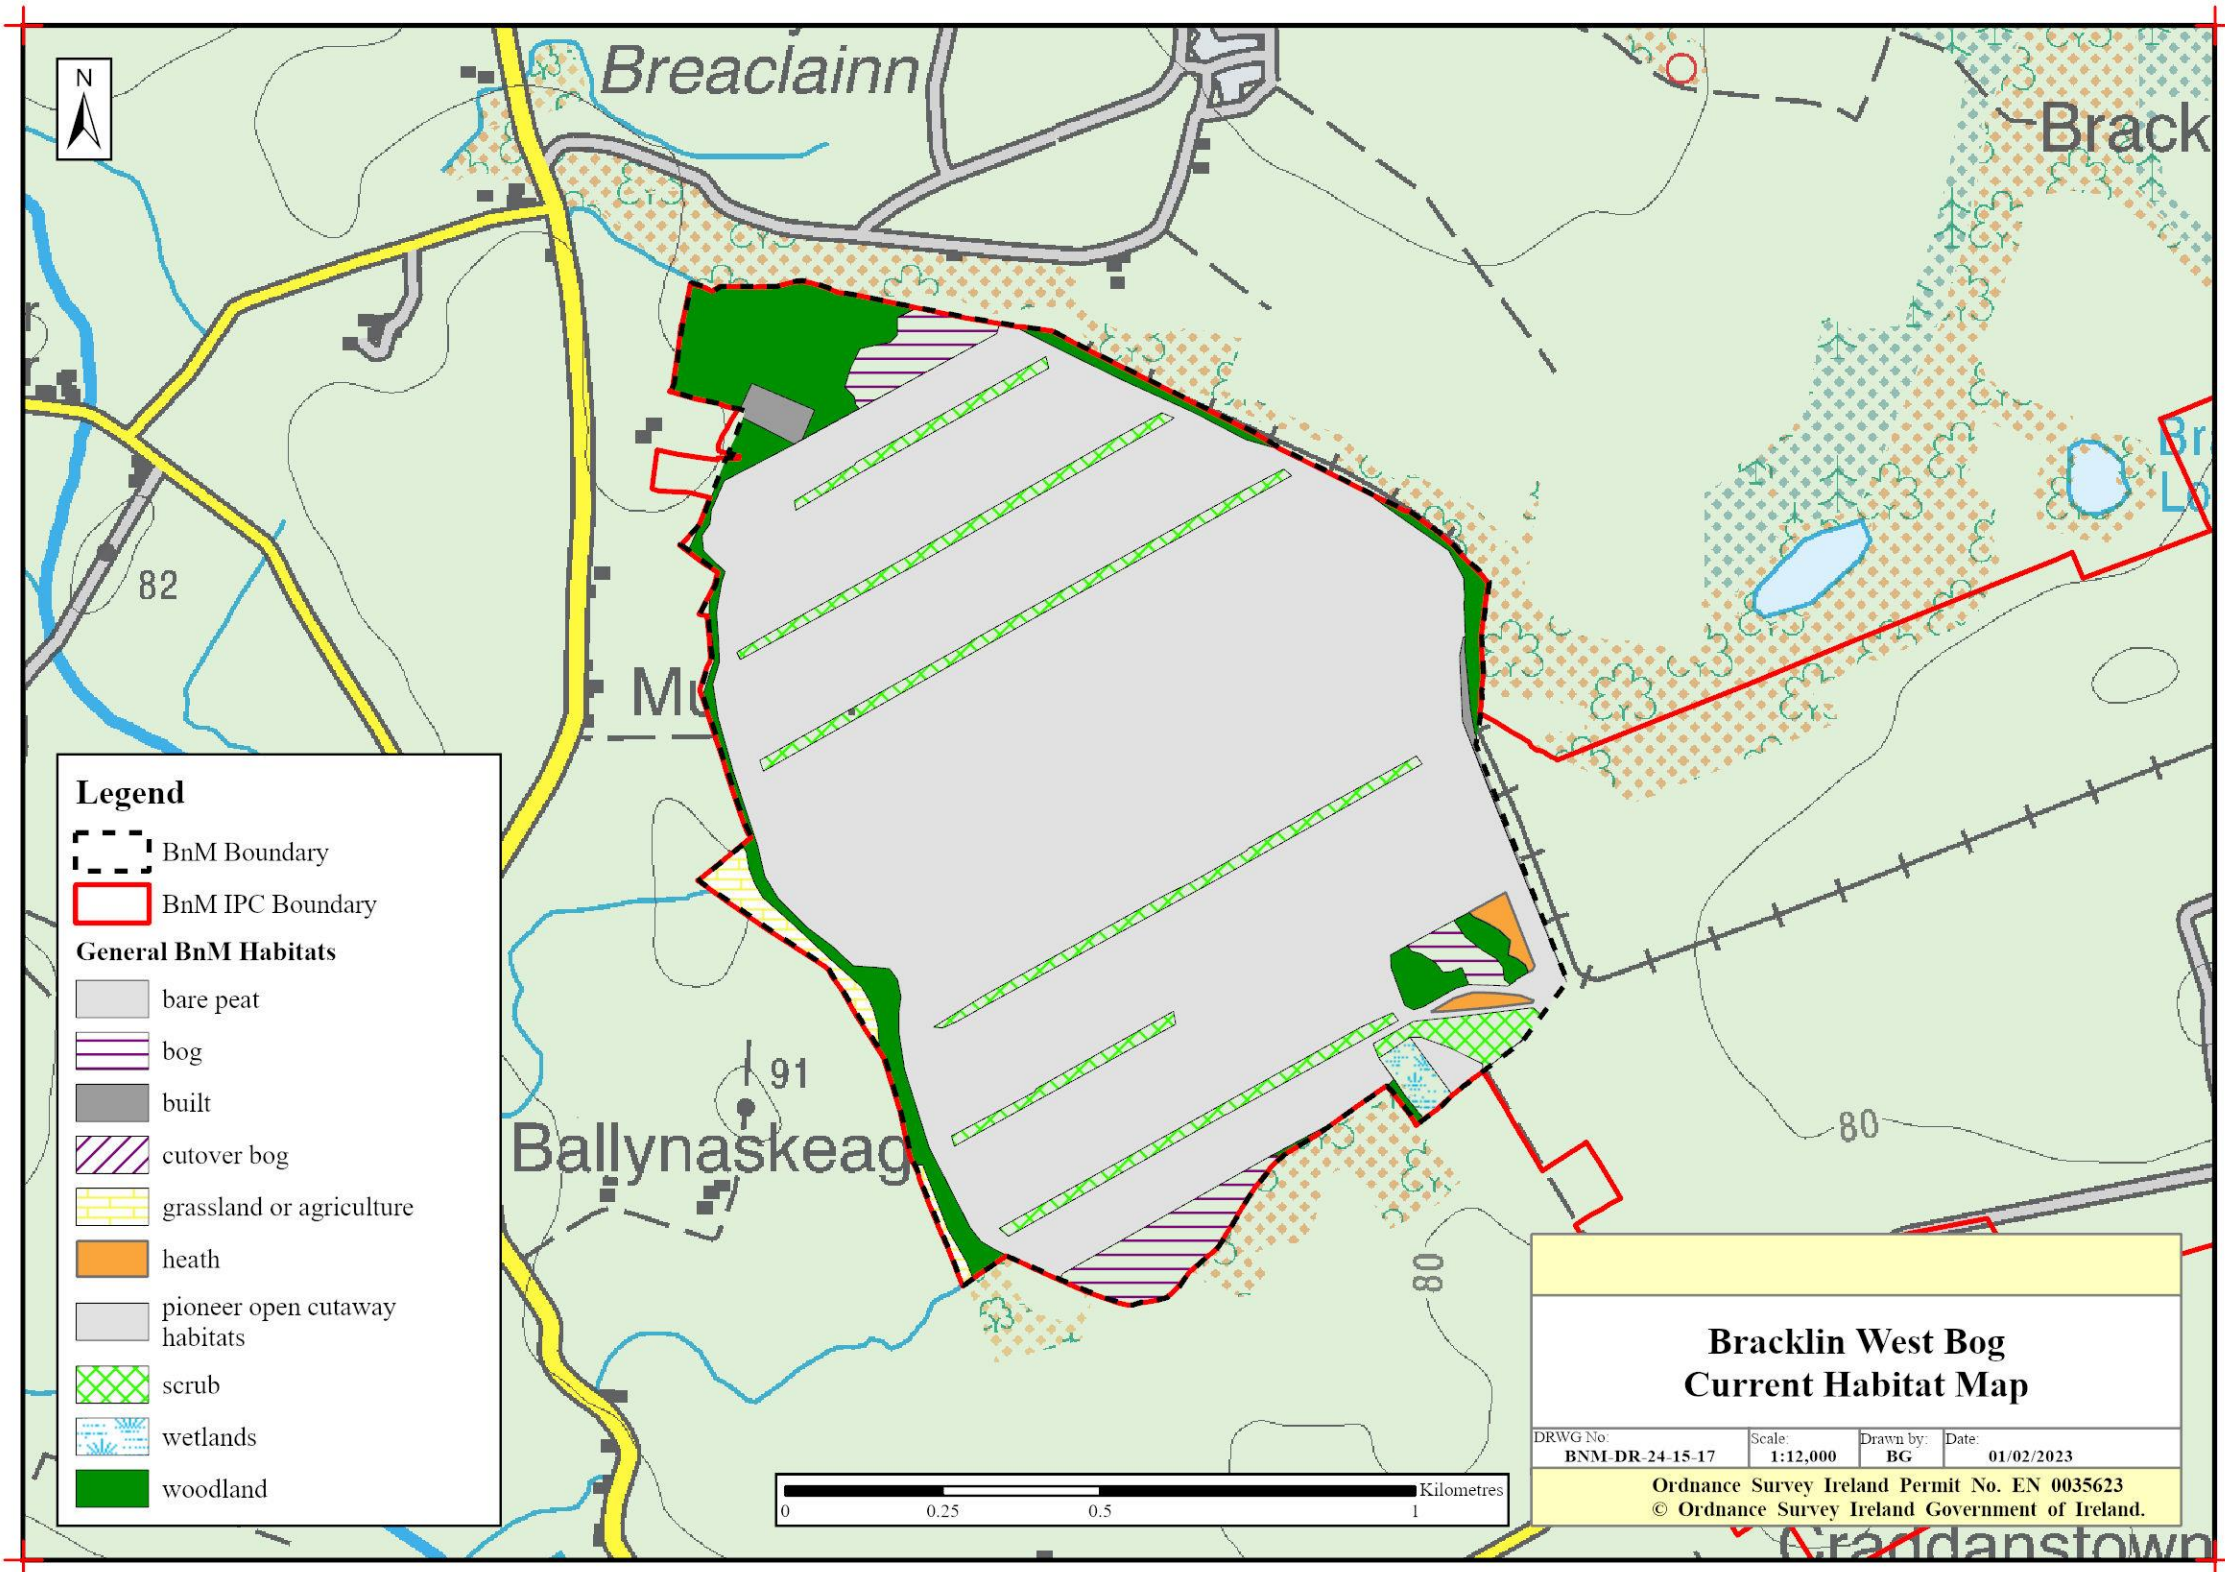 N
Breaclainn
Brack
82
Mu
91
Ballynaskeag
80
80
Craddanstown
Legend
BnM Boundary
BnM IPC Boundary
General BnM Habitats
bare peat
bog
built
cutover bog
grassland or agriculture
heath
pioneer open cutaway
habitats
scrub
wetlands
woodland
Kilometres
0 0.25 0.5 1
Bracklin West Bog
Current Habitat Map
DRWG No: Scale: Drawn by: Date:
BNM-DR-24-15-17 1:12,000 BG 01/02/2023
Ordnance Survey Ireland Permit No. EN 0035623
© Ordnance Survey Ireland Government of Ireland.